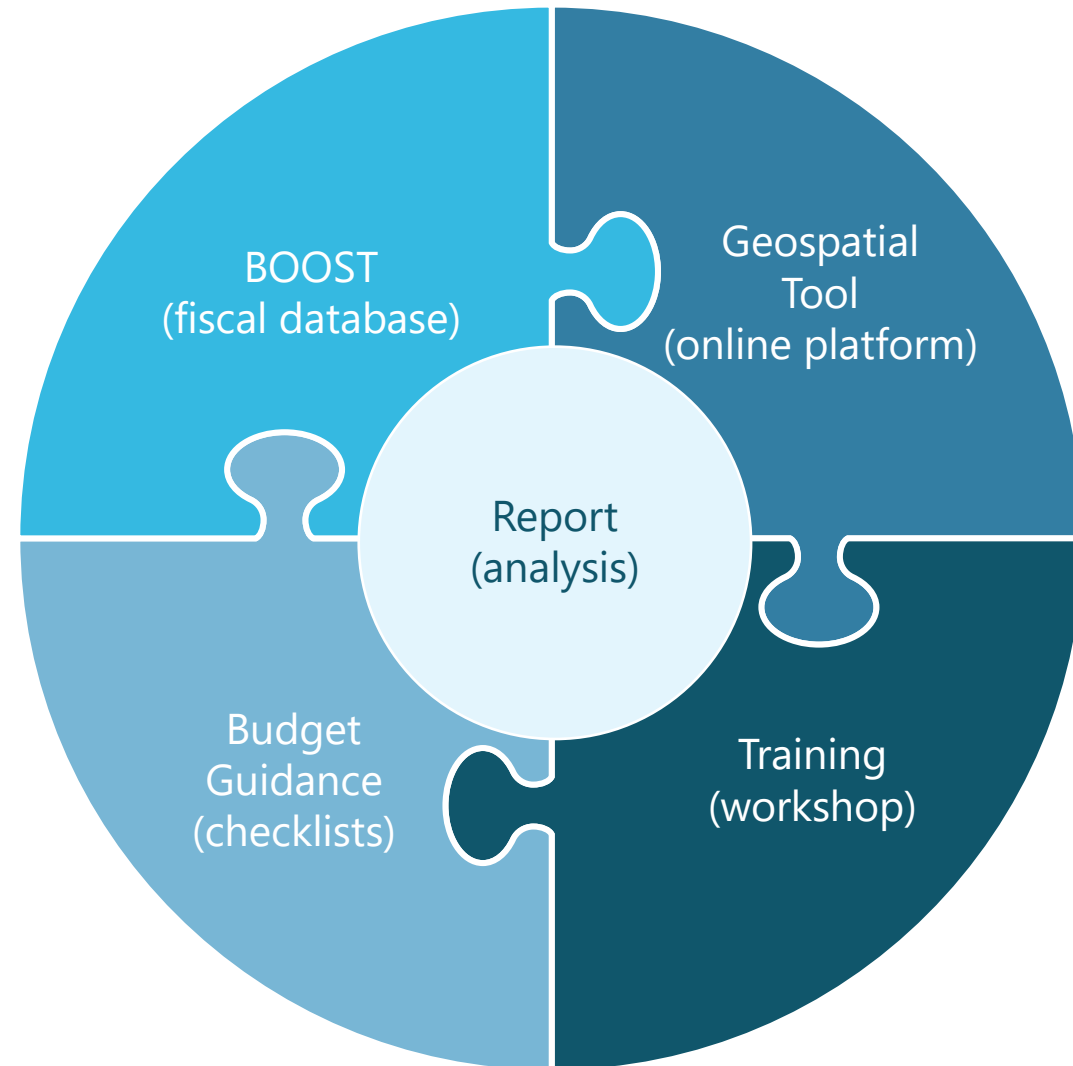 BOOST
(fiscal database)
Geospatial
Tool
(online platform)
Report
(analysis)
Budget
Guidance
(checklists)
Training
(workshop)